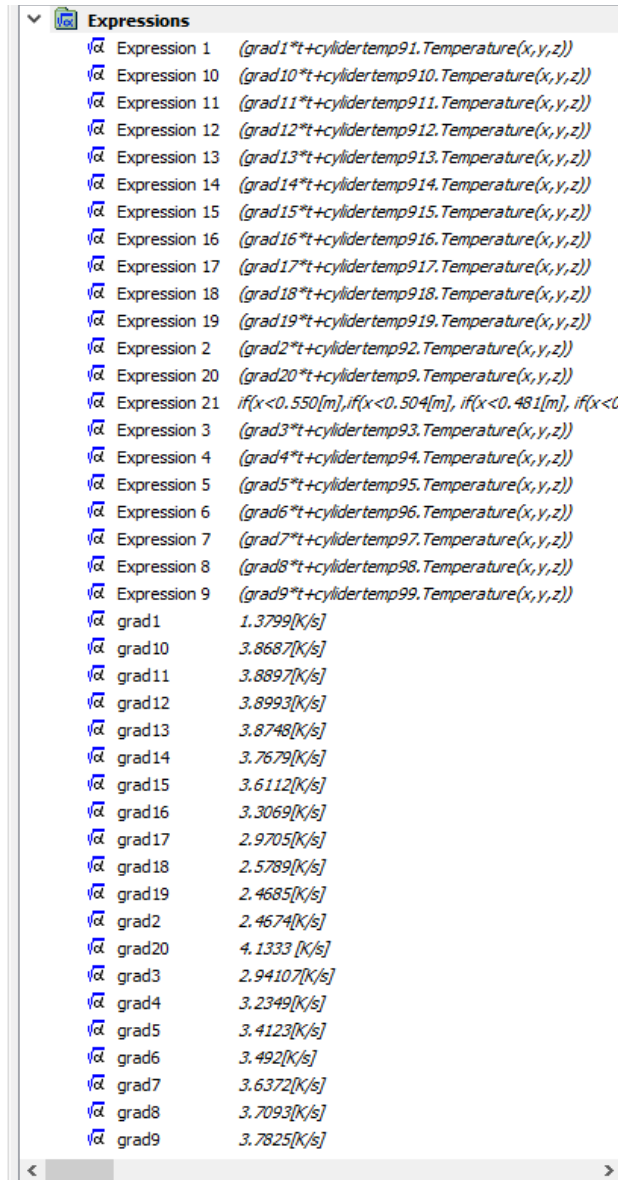 Expressions
Expression 1 (grad1*t+cylidertemp91.Temperature(x,y,z))
Expression 10 (grad10*t+cylidertemp910.Temperature(x,y,z))
Expression 11 (grad11*t+cylidertemp911.Temperature(x,y,z))
Expression 12 (grad12*t+cylidertemp912.Temperature(x,y,z))
Expression 13 (grad13*t+cylidertemp913.Temperature(x,y,z))
Expression 14 (grad14*t+cylidertemp914.Temperature(x,y,z))
Expression 15 (grad15*t+cylidertemp915.Temperature(x,y,z))
Expression 16 (grad16*t+cylidertemp916.Temperature(x,y,z))
Expression 17 (grad17*t+cylidertemp917.Temperature(x,y,z))
Expression 18 (grad18*t+cylidertemp918.Temperature(x,y,z))
Expression 19 (grad19*t+cylidertemp919.Temperature(x,y,z))
Expression 2 (grad2*t+cylidertemp92.Temperature(x,y,z))
Expression 20 (grad20*t+cylidertemp9.Temperature(x,y,z))
Expression 21 if(x<0.550[m],if(x<0.504[m], if(x<0.481[m], if(x<0
Expression 3 (grad3*t+cylidertemp93.Temperature(x,y,z))
Expression 4 (grad4*t+cylidertemp94.Temperature(x,y,z))
Expression 5 (grad5*t+cylidertemp95.Temperature(x,y,z))
Expression 6 (grad6*t+cylidertemp96.Temperature(x,y,z))
Expression 7 (grad7*t+cylidertemp97.Temperature(x,y,z))
Expression 8 (grad8*t+cylidertemp98.Temperature(x,y,z))
Expression 9 (grad9*t+cylidertemp99.Temperature(x,y,z))
grad1 1.3799[K/s]
grad10 3.8687[K/s]
grad11 3.8897[K/s]
grad12 3.8993[K/s]
grad13 3.8748[K/s]
grad14 3.7679[K/s]
grad15 3.6112[K/s]
grad16 3.3069[K/s]
grad17 2.9705[K/s]
grad18 2.5789[K/s]
grad19 2.4685[K/s]
grad2 2.4674[K/s]
grad20 4.1333 [K/s]
grad3 2.94107[K/s]
grad4 3.2349[K/s]
grad5 3.4123[K/s]
grad6 3.492[K/s]
grad7 3.6372[K/s]
grad8 3.7093[K/s]
grad9 3.7825[K/s]